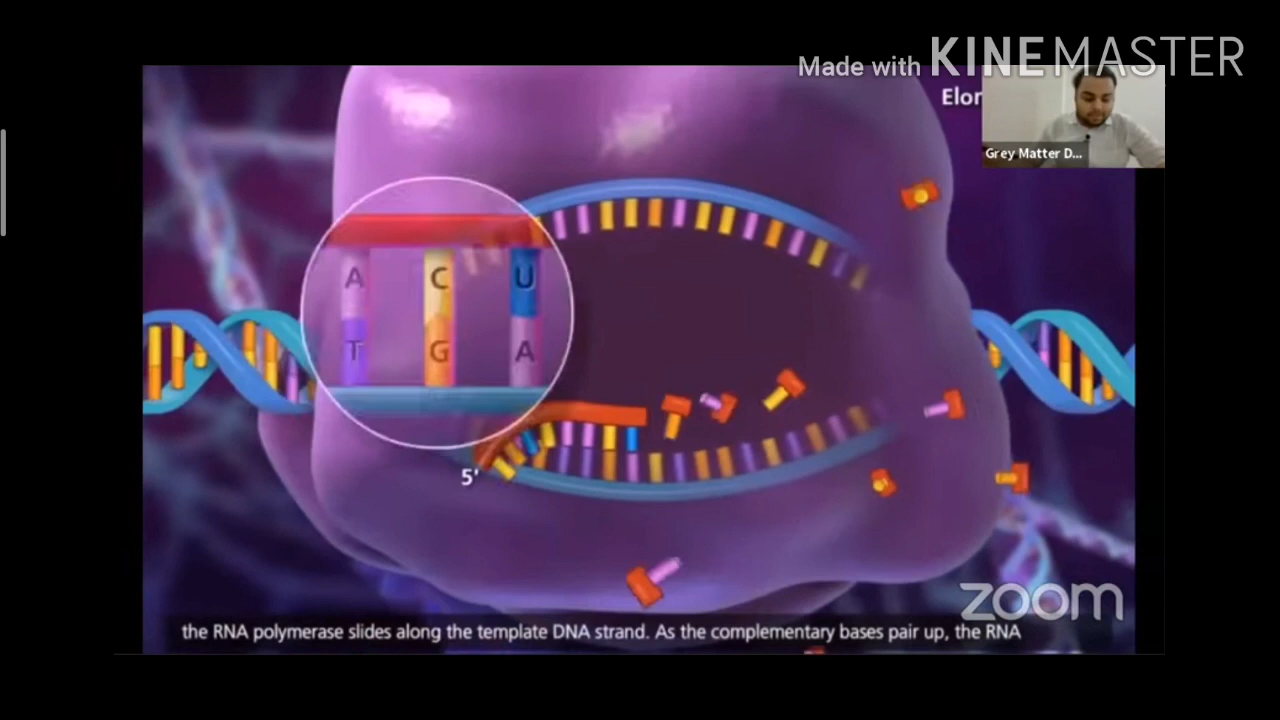 Made with KINEMASTER
Elon
Grey Matter D...
A C U
T G A
5'
zoom
the RNA polymerase slides along the template DNA strand. As the complementary bases pair up, the RNA